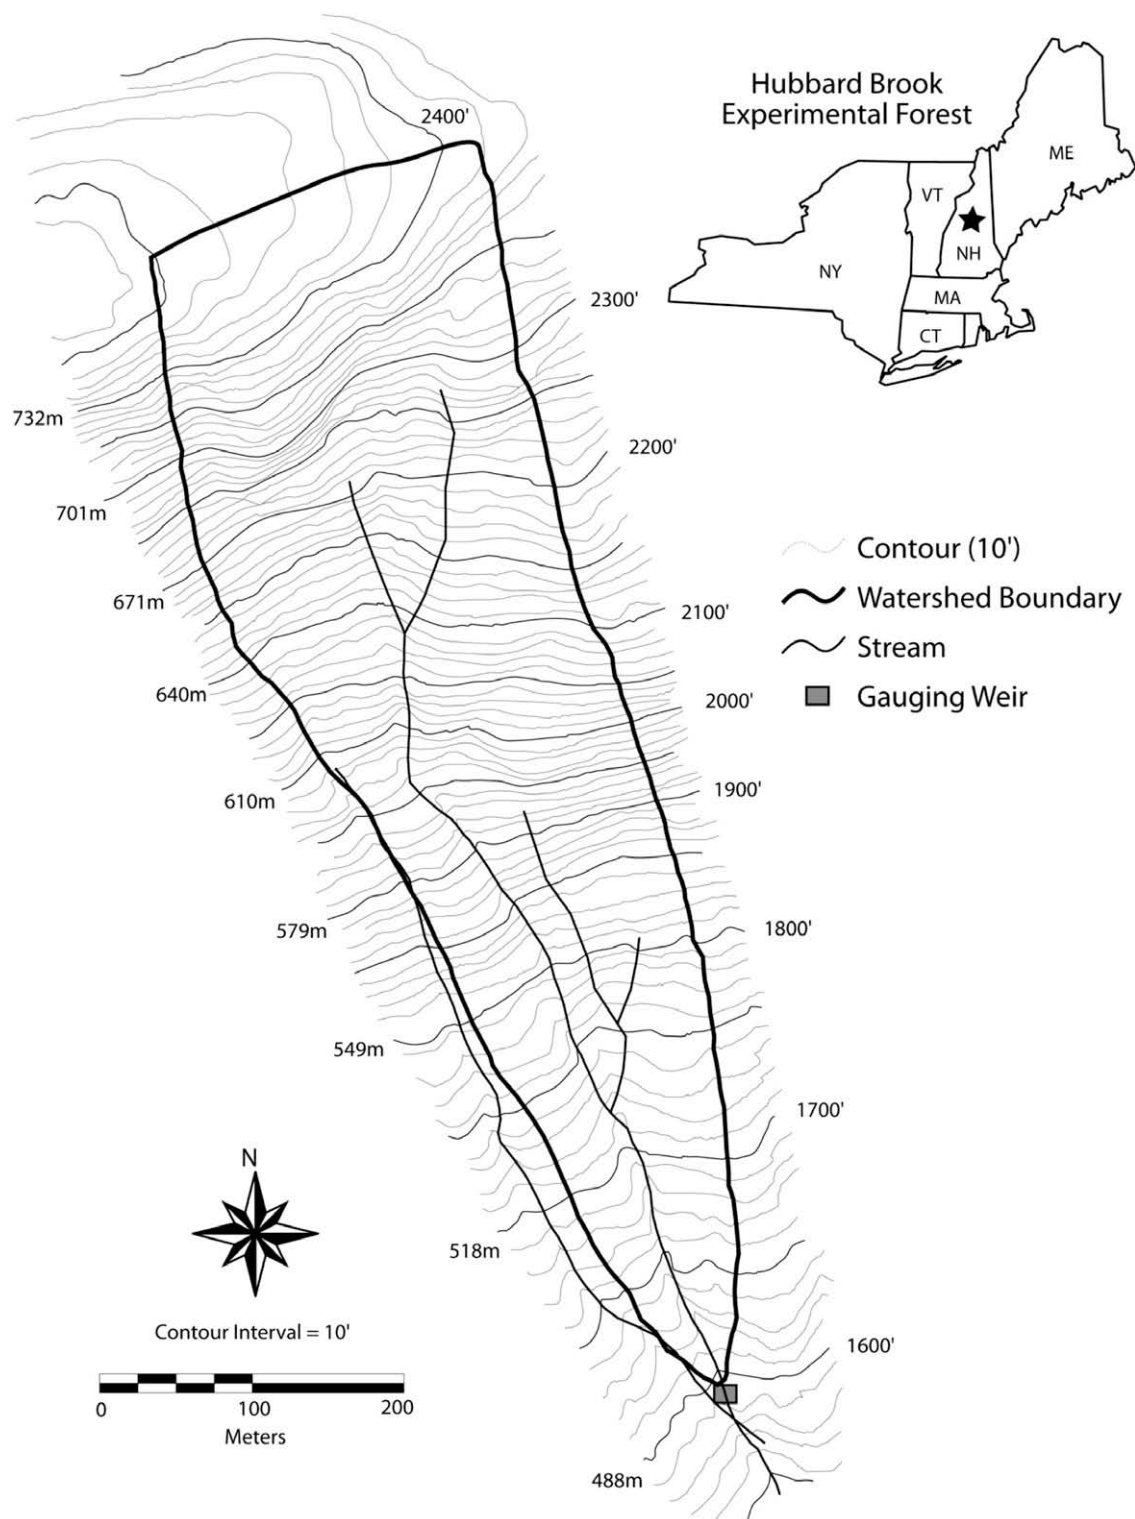 Hubbard Brook
Experimental Forest
ME
VT
NH
NY
MA
CT
2400'
2300'
2200'
2100'
2000'
1900'
1800'
1700'
1600'
732m
701m
671m
640m
610m
579m
549m
518m
488m
Contour (10')
Watershed Boundary
Stream
Gauging Weir
N
Contour Interval = 10'
0 100 200
Meters